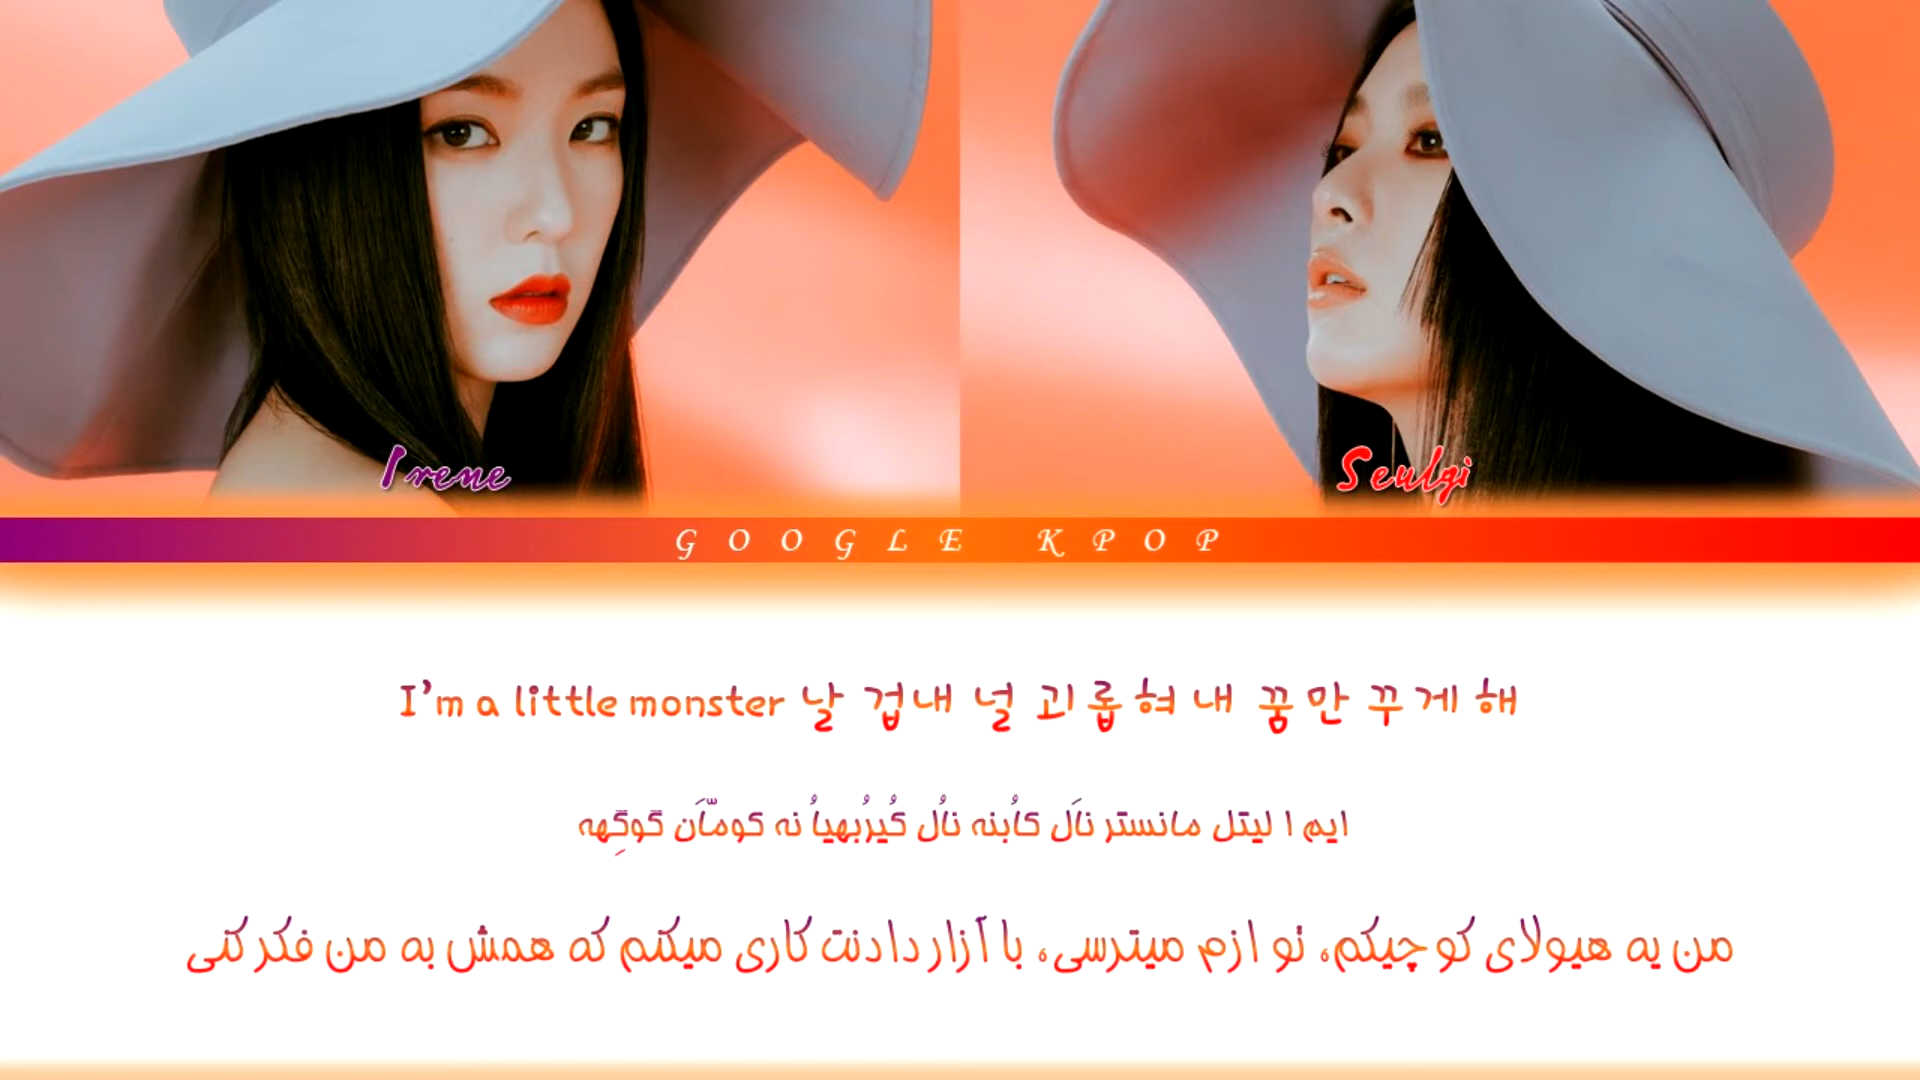 Irene
Seulgi
GOOGLE KPOP
I'm a little monster 날 겁내 널 괴롭혀 내 꿈만 꾸게 해
ایم ا لیتل مانستر ناَل کاُبنه ناُل کُیرُبهیاُ نه کومّاَن گوکِهه
من یه هیولای کوچیکم، تو ازم میترسی، با آزار دادنت کاری میکنم که همش به من فکر کنی